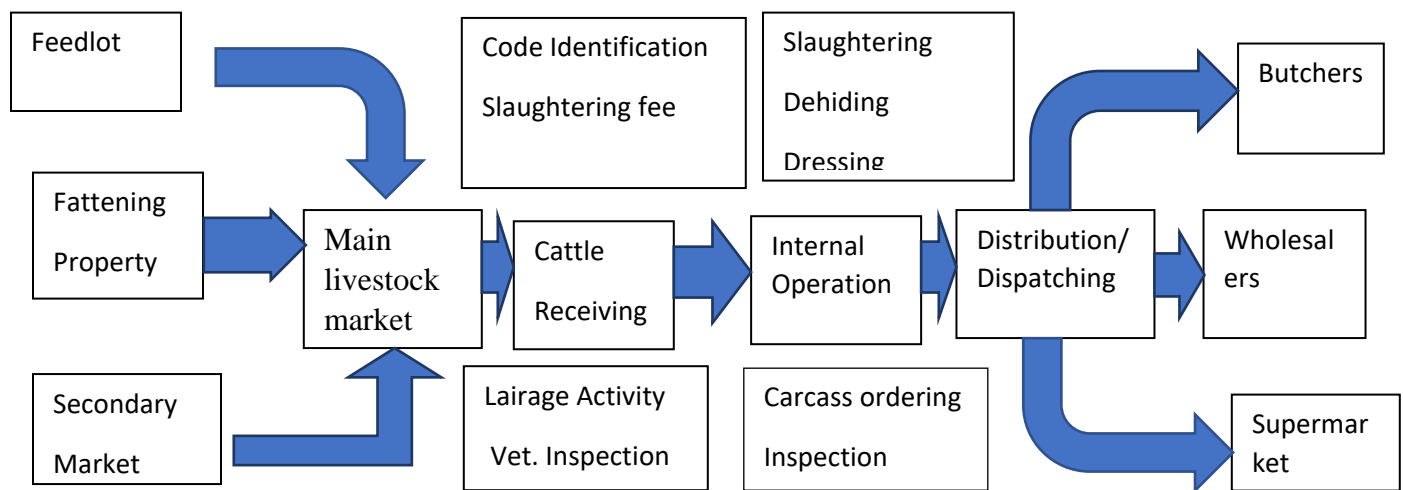 Feedlot
Code Identification
Slaughtering fee
Slaughtering
Dehiding
Dressing
Butchers
Fattening
Property
Main
livestock
market
Cattle
Receiving
Internal
Operation
Distribution/
Dispatching
Wholesal
ers
Secondary
Market
Lairage Activity
Vet. Inspection
Carcass ordering
Inspection
Supermar
ket